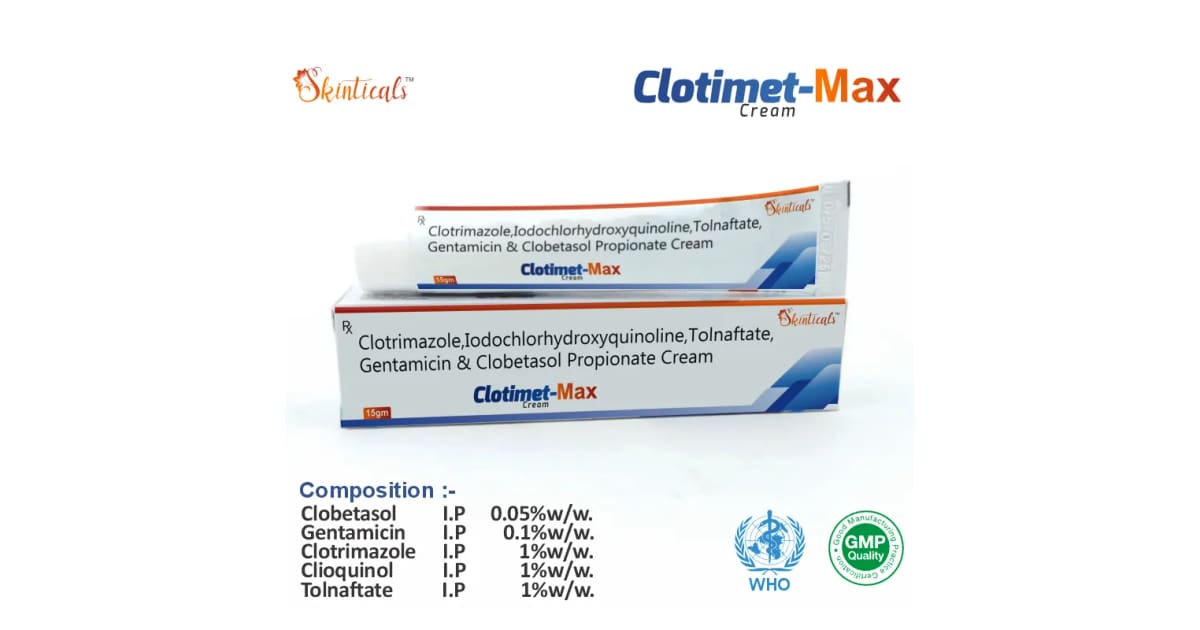 Skinticals™
Clotimet-Max
Cream
Rx
Skinticals™
Clotrimazole,Iodochlorhydroxyquinoline,Tolnaftate,
Gentamicin & Clobetasol Propionate Cream
Clotimet-Max
Cream
15gm
Rx
Skinticals™
Clotrimazole,Iodochlorhydroxyquinoline,Tolnaftate,
Gentamicin & Clobetasol Propionate Cream
Clotimet-Max
Cream
15gm
Composition :-
Clobetasol I.P 0.05%w/w.
Gentamicin I.P 0.1%w/w.
Clotrimazole I.P 1%w/w.
Clioquinol I.P 1%w/w.
Tolnaftate I.P 1%w/w.
WHO
Good Manufacturing
GMP
Quality
Practice Certification